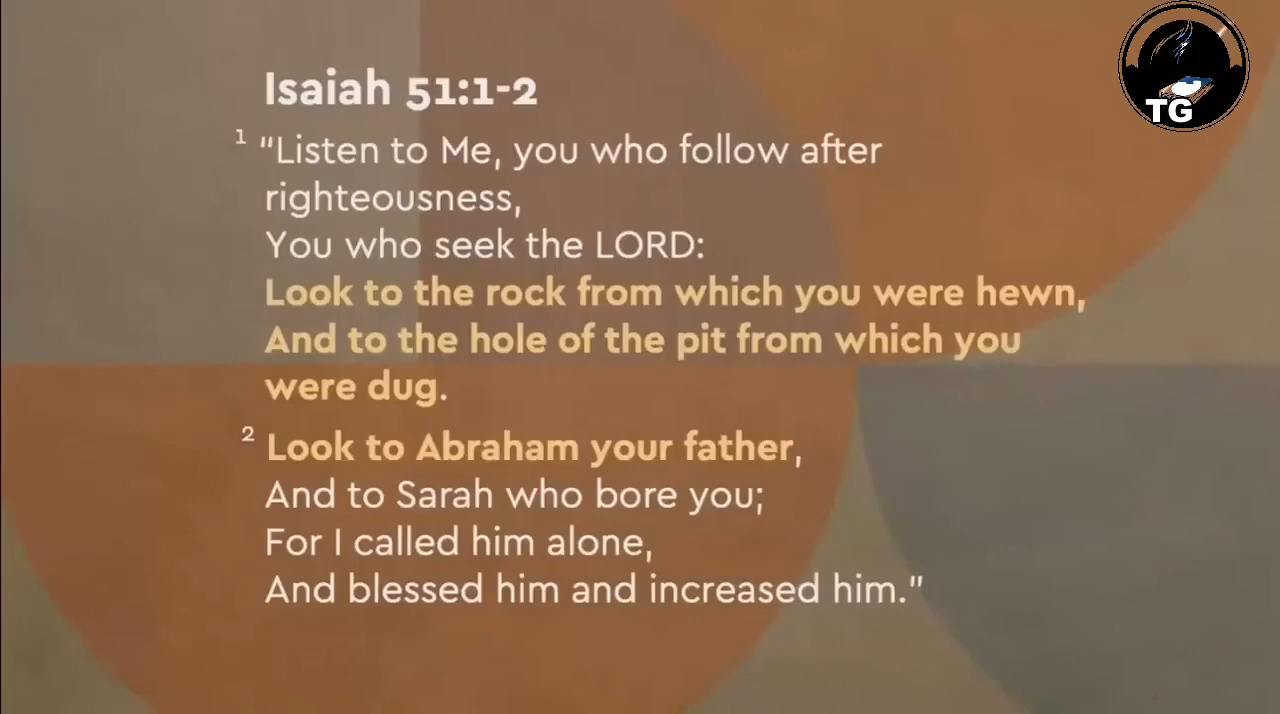 TG
Isaiah 51:1-2
1 “Listen to Me, you who follow after
righteousness,
You who seek the LORD:
Look to the rock from which you were hewn,
And to the hole of the pit from which you
were dug.
2 Look to Abraham your father,
And to Sarah who bore you;
For I called him alone,
And blessed him and increased him.”